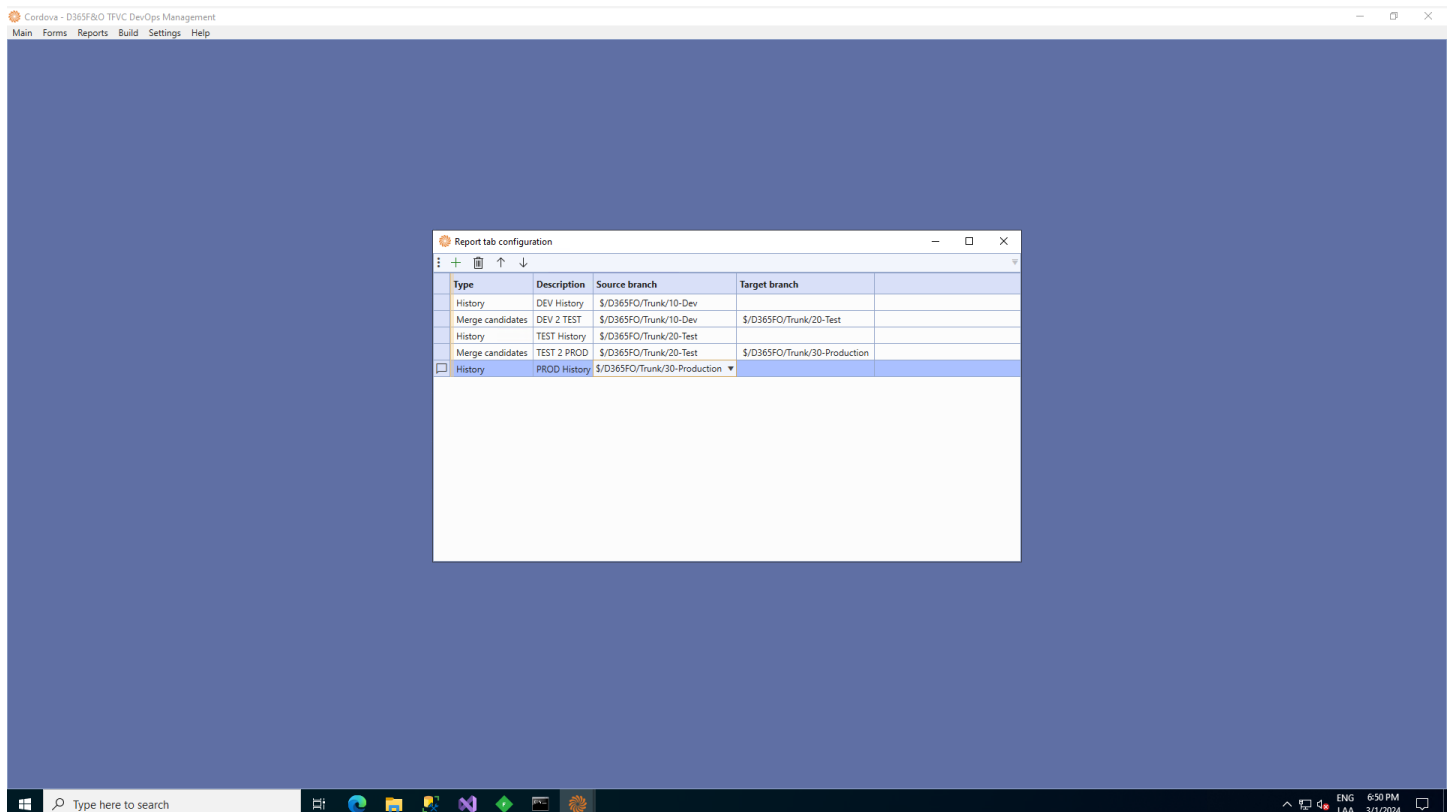 Cordova - D365F&O TFVC DevOps Management
Main Forms Reports Build Settings Help
Report tab configuration
Type Description Source branch Target branch
History DEV History $/D365FO/Trunk/10-Dev
Merge candidates DEV 2 TEST $/D365FO/Trunk/10-Dev $/D365FO/Trunk/20-Test
History TEST History $/D365FO/Trunk/20-Test
Merge candidates TEST 2 PROD $/D365FO/Trunk/20-Test $/D365FO/Trunk/30-Production
History PROD History $/D365FO/Trunk/30-Production
Type here to search
ENG 6:50 PM
LAA 3/1/2024